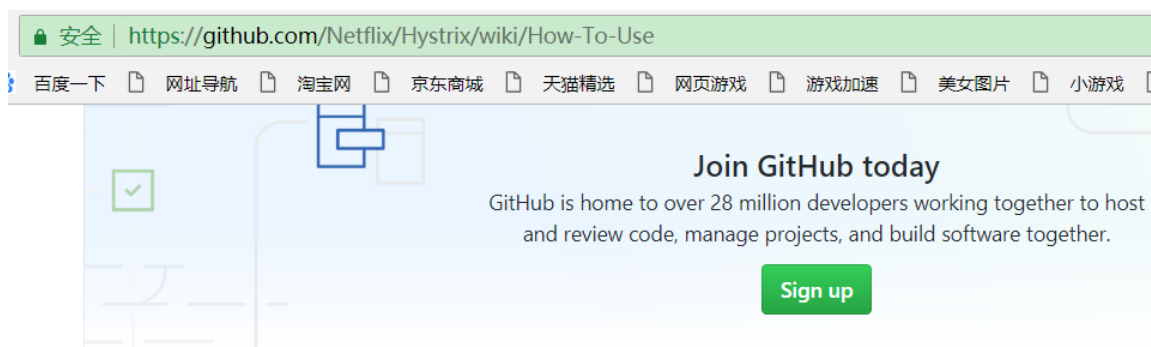 安全 https://github.com/Netflix/Hystrix/wiki/How-To-Use
百度一下 网址导航 淘宝网 京东商城 天猫精选 网页游戏 游戏加速 美女图片 小游戏
Join GitHub today
GitHub is home to over 28 million developers working together to host
and review code, manage projects, and build software together.
Sign up